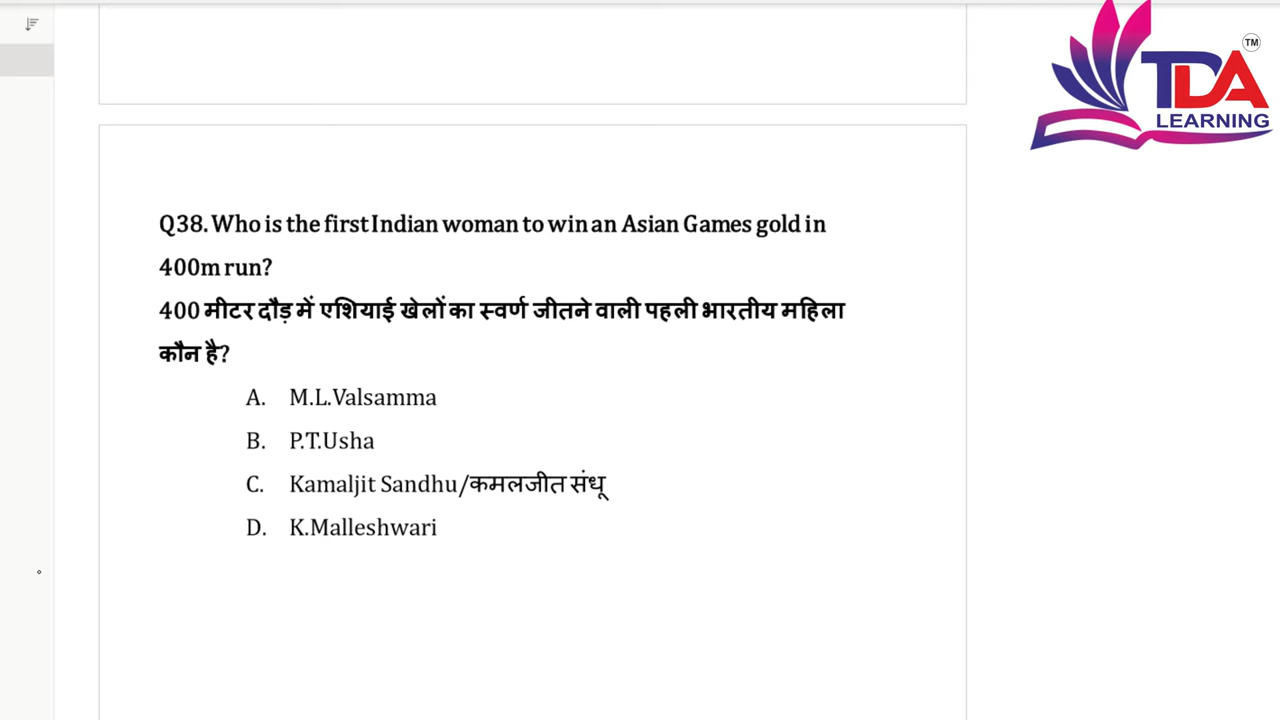 TM
TDA
LEARNING
Q38. Who is the first Indian woman to win an Asian Games gold in
400m run?
400 मीटर दौड़ में एशियाई खेलों का स्वर्ण जीतने वाली पहली भारतीय महिला
कौन है?
A. M.L.Valsamma
B. P.T.Usha
C. Kamaljit Sandhu/कमलजीत संधू
D. K.Malleshwari